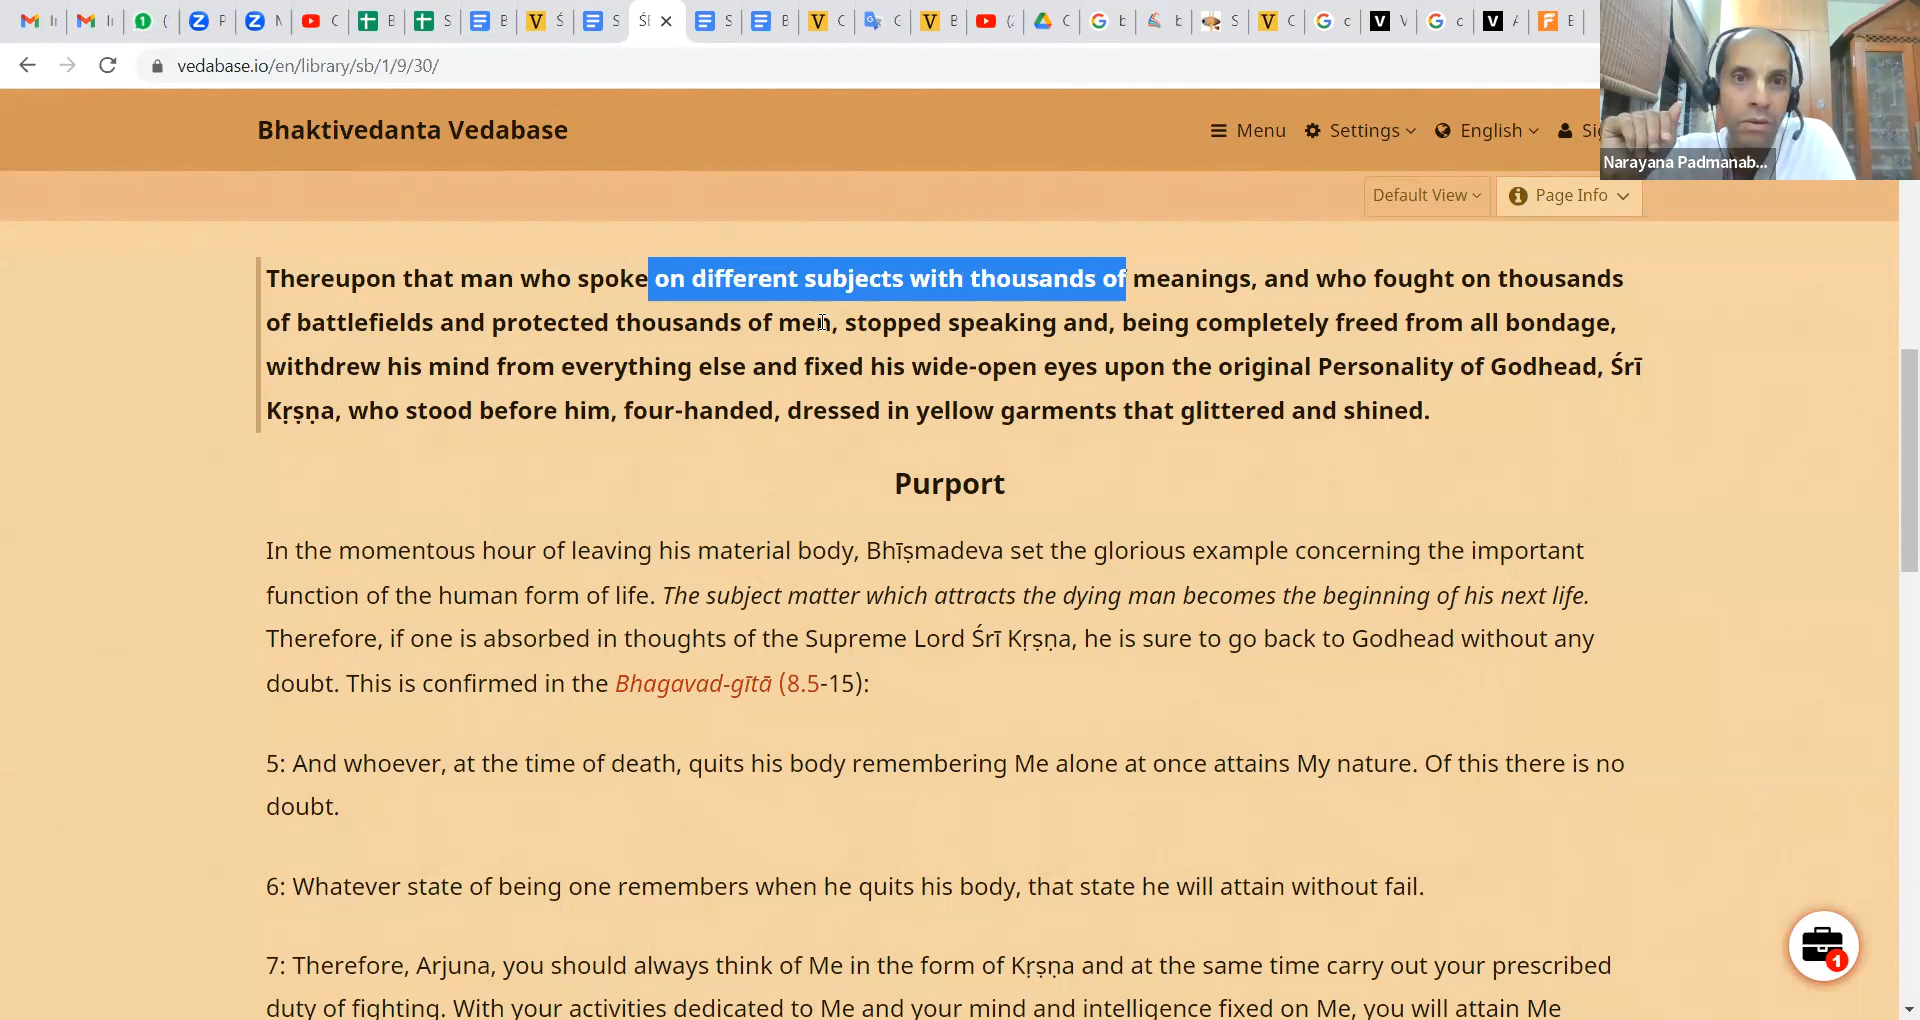 vedabase.io/en/library/sb/1/9/30/
Bhaktivedanta Vedabase
Menu Settings English
Narayana Padmanab...
Default View Page Info
Thereupon that man who spoke on different subjects with thousands of meanings, and who fought on thousands
of battlefields and protected thousands of men, stopped speaking and, being completely freed from all bondage,
withdrew his mind from everything else and fixed his wide-open eyes upon the original Personality of Godhead, Śrī
Kṛṣṇa, who stood before him, four-handed, dressed in yellow garments that glittered and shined.
Purport
In the momentous hour of leaving his material body, Bhīṣmadeva set the glorious example concerning the important
function of the human form of life. The subject matter which attracts the dying man becomes the beginning of his next life.
Therefore, if one is absorbed in thoughts of the Supreme Lord Śrī Kṛṣṇa, he is sure to go back to Godhead without any
doubt. This is confirmed in the Bhagavad-gītā (8.5-15):
5: And whoever, at the time of death, quits his body remembering Me alone at once attains My nature. Of this there is no
doubt.
6: Whatever state of being one remembers when he quits his body, that state he will attain without fail.
7: Therefore, Arjuna, you should always think of Me in the form of Kṛṣṇa and at the same time carry out your prescribed
duty of fighting. With your activities dedicated to Me and your mind and intelligence fixed on Me, you will attain Me
1